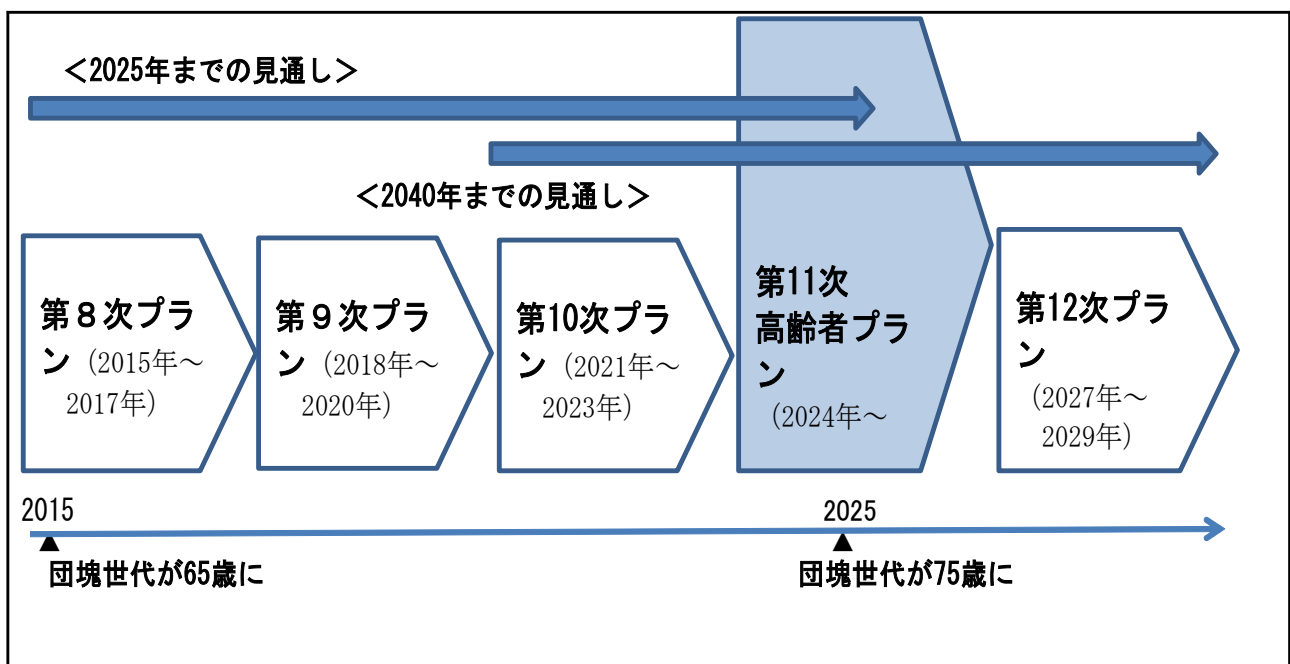 ＜2025年までの見通し＞
＜2040年までの見通し＞
第８次プラ
ン（2015年～
2017年）
第９次プラ
ン（2018年～
2020年）
第10次プラ
ン（2021年～
2023年）
第11次
高齢者プラ
ン
（2024年～
第12次プラ
ン
（2027年～
2029年）
2015
2025
団塊世代が65歳に
団塊世代が75歳に